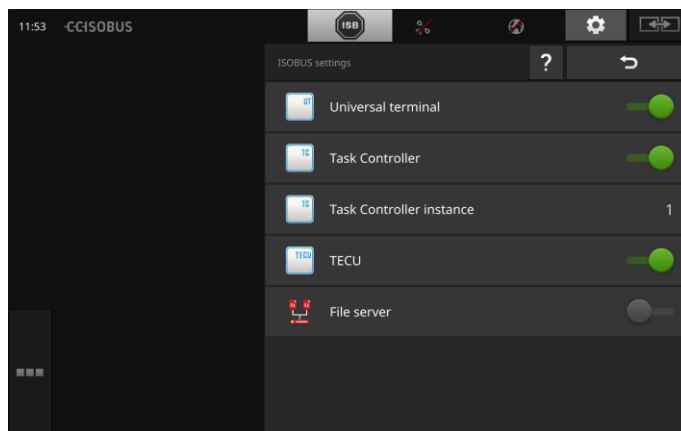 11:53 CCISOBUS ISB
ISOBUS settings ?
UT Universal terminal
TC Task Controller
TC Task Controller instance 1
TECU TECU
File server